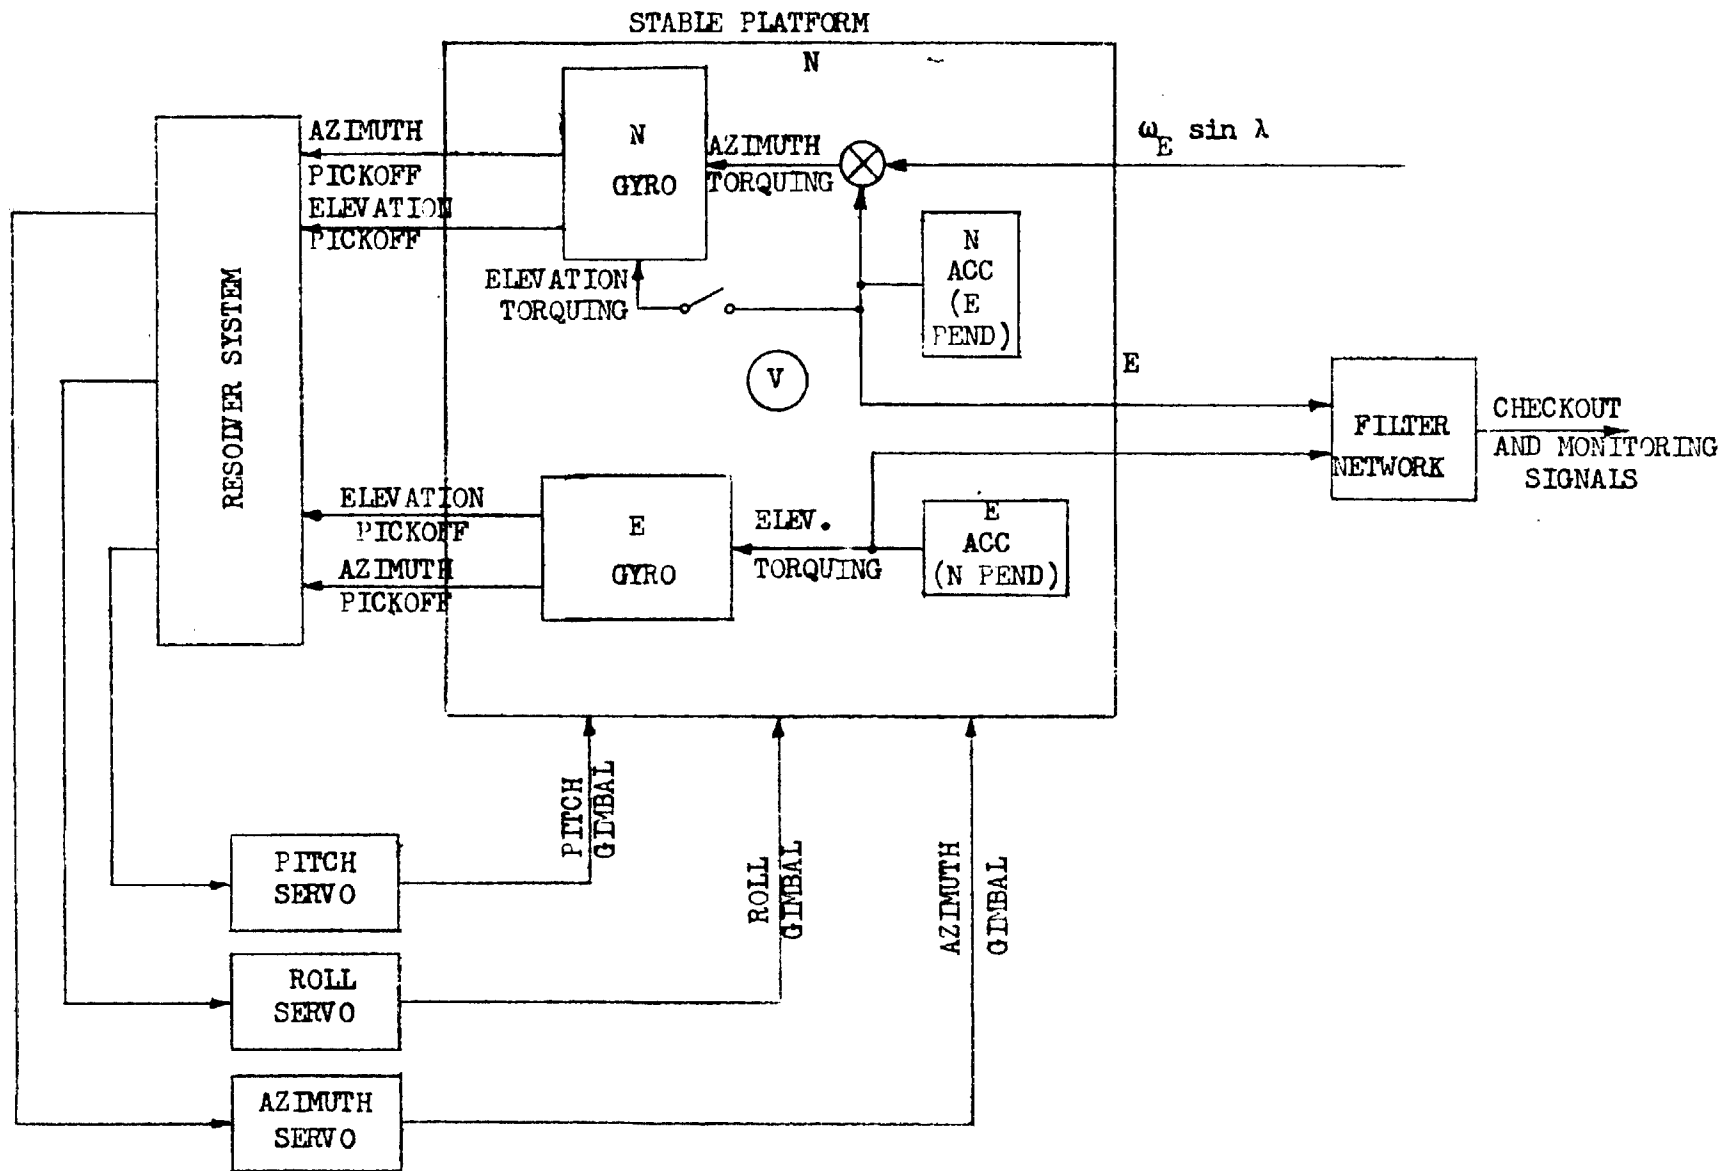 STABLE PLATFORM
N
N
GYRO
AZIMUTH
PICKOFF
ELEVATION
PICKOFF
AZIMUTH
TORQUING
ω_E sin λ
N
ACC
(E
PEND)
ELEVATION
TORQUING
RESOLVER SYSTEM
V
E
FILTER
NETWORK
CHECKOUT
AND MONITORING
SIGNALS
ELEVATION
PICKOFF
AZIMUTH
PICKOFF
E
GYRO
ELEV.
TORQUING
E
ACC
(N PEND)
PITCH
GIMBAL
ROLL
GIMBAL
AZIMUTH
GIMBAL
PITCH
SERVO
ROLL
SERVO
AZIMUTH
SERVO